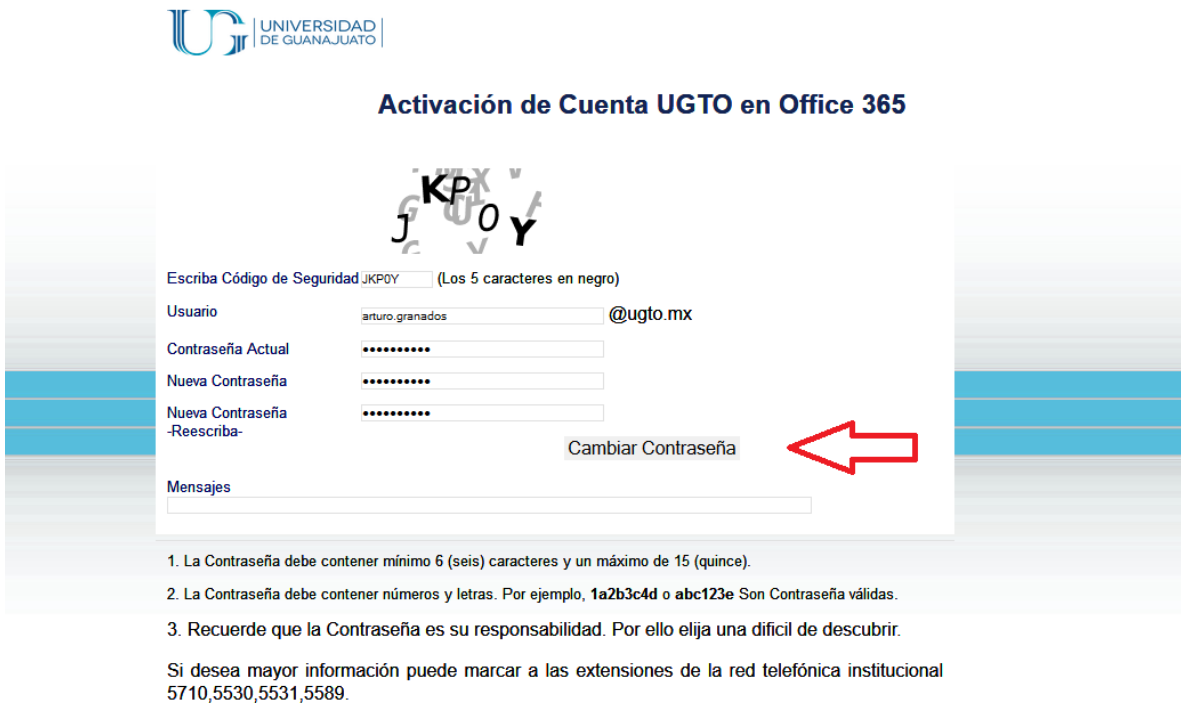 UNIVERSIDAD
DE GUANAJUATO
Activación de Cuenta UGTO en Office 365
JKP0Y
Escriba Código de Seguridad JKP0Y (Los 5 caracteres en negro)
Usuario arturo.granados @ugto.mx
Contraseña Actual ••••••••••
Nueva Contraseña ••••••••••
Nueva Contraseña ••••••••••
-Reescriba-
Cambiar Contraseña
Mensajes
1. La Contraseña debe contener mínimo 6 (seis) caracteres y un máximo de 15 (quince).
2. La Contraseña debe contener números y letras. Por ejemplo, 1a2b3c4d o abc123e Son Contraseña válidas.
3. Recuerde que la Contraseña es su responsabilidad. Por ello elija una dificil de descubrir.
Si desea mayor información puede marcar a las extensiones de la red telefónica institucional
5710,5530,5531,5589.